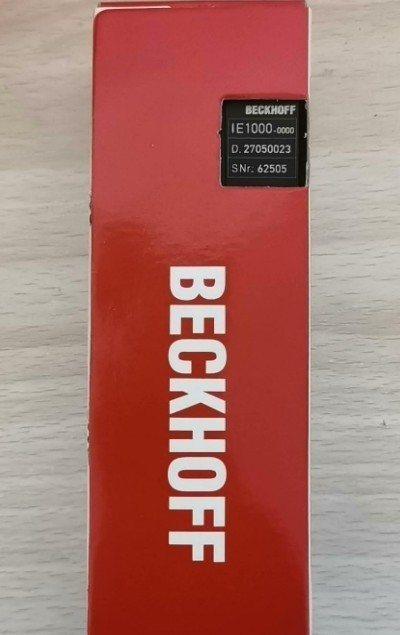 BECKHOFF
IE1000-0000
D. 27050023
SNr. 62505
BECKHOFF